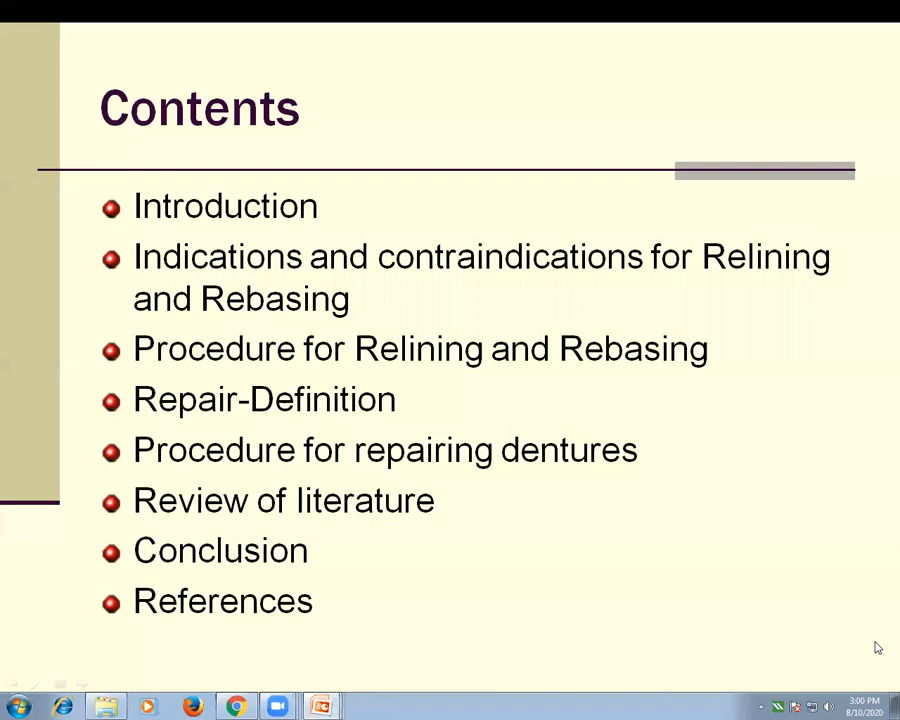 Contents
Introduction
Indications and contraindications for Relining
and Rebasing
Procedure for Relining and Rebasing
Repair-Definition
Procedure for repairing dentures
Review of literature
Conclusion
References
3:00 PM
8/10/2020